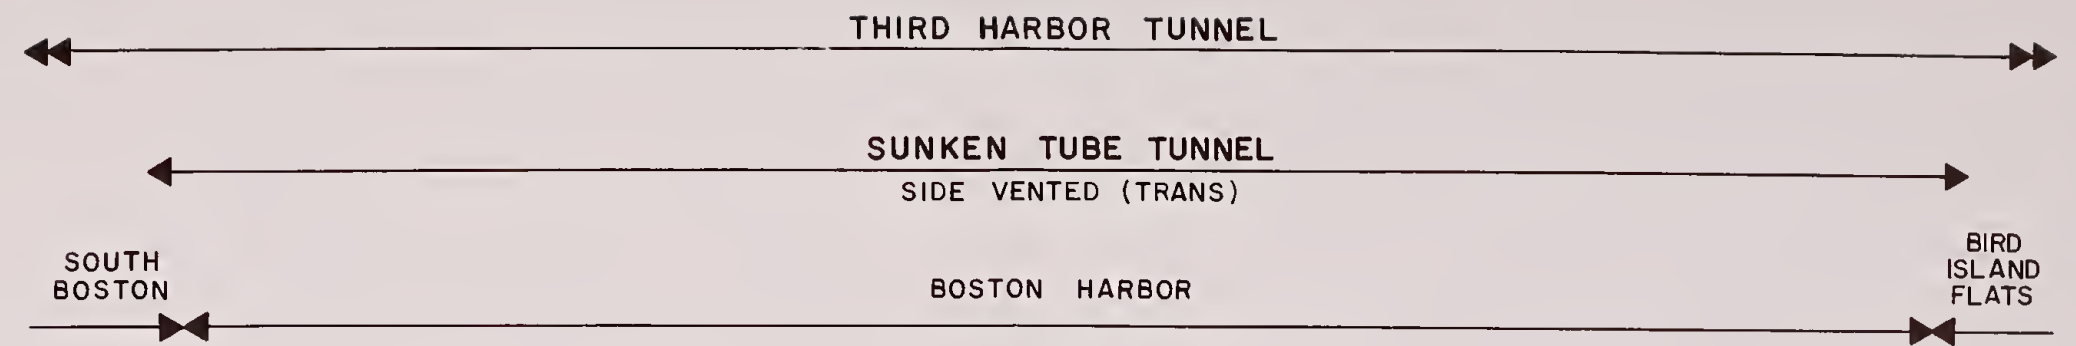 THIRD HARBOR TUNNEL
SUNKEN TUBE TUNNEL
SIDE VENTED (TRANS)
SOUTH
BOSTON
BOSTON HARBOR
BIRD
ISLAND
FLATS